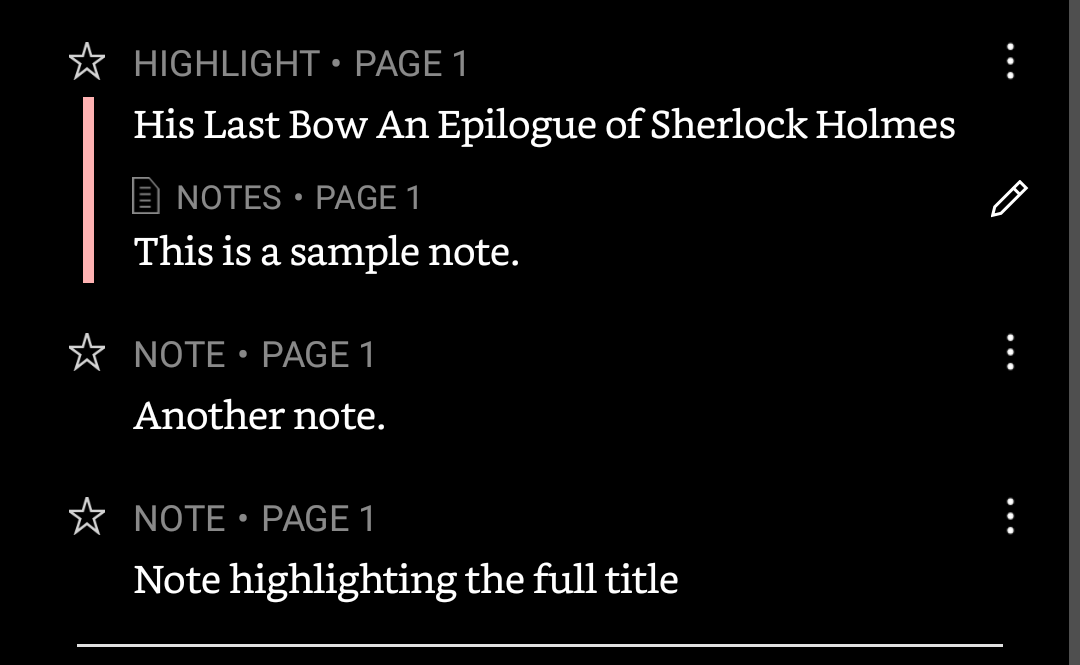 HIGHLIGHT • PAGE 1
His Last Bow An Epilogue of Sherlock Holmes
NOTES • PAGE 1
This is a sample note.
NOTE • PAGE 1
Another note.
NOTE • PAGE 1
Note highlighting the full title